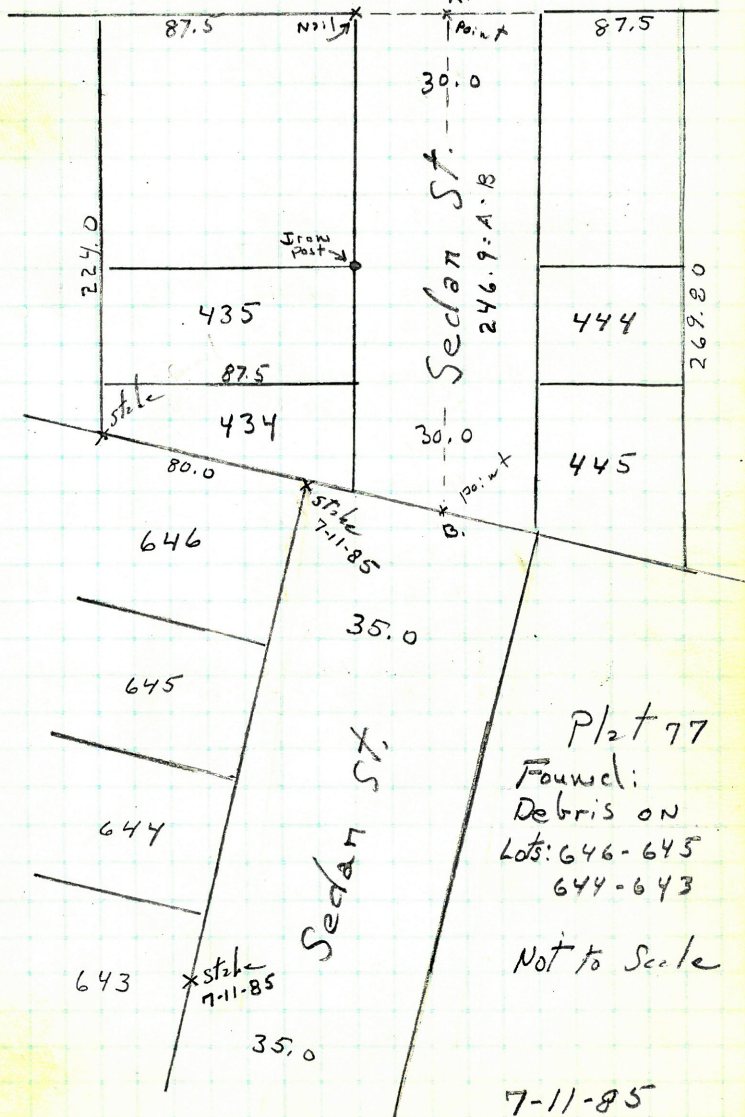 87.5
Nail
Point
87.5
30.0
Sedan St.
246.9 = A-B
224.0
Iron
post
435
444
269.80
87.5
stake
434
30.0
445
80.0
point
stake
7-11-85
B.
646
35.0
645
Plat 77
Found:
Debris on
Lots: 646-645
644-643
644
Sedan St.
Not to Scale
643
stake
7-11-85
35.0
7-11-85